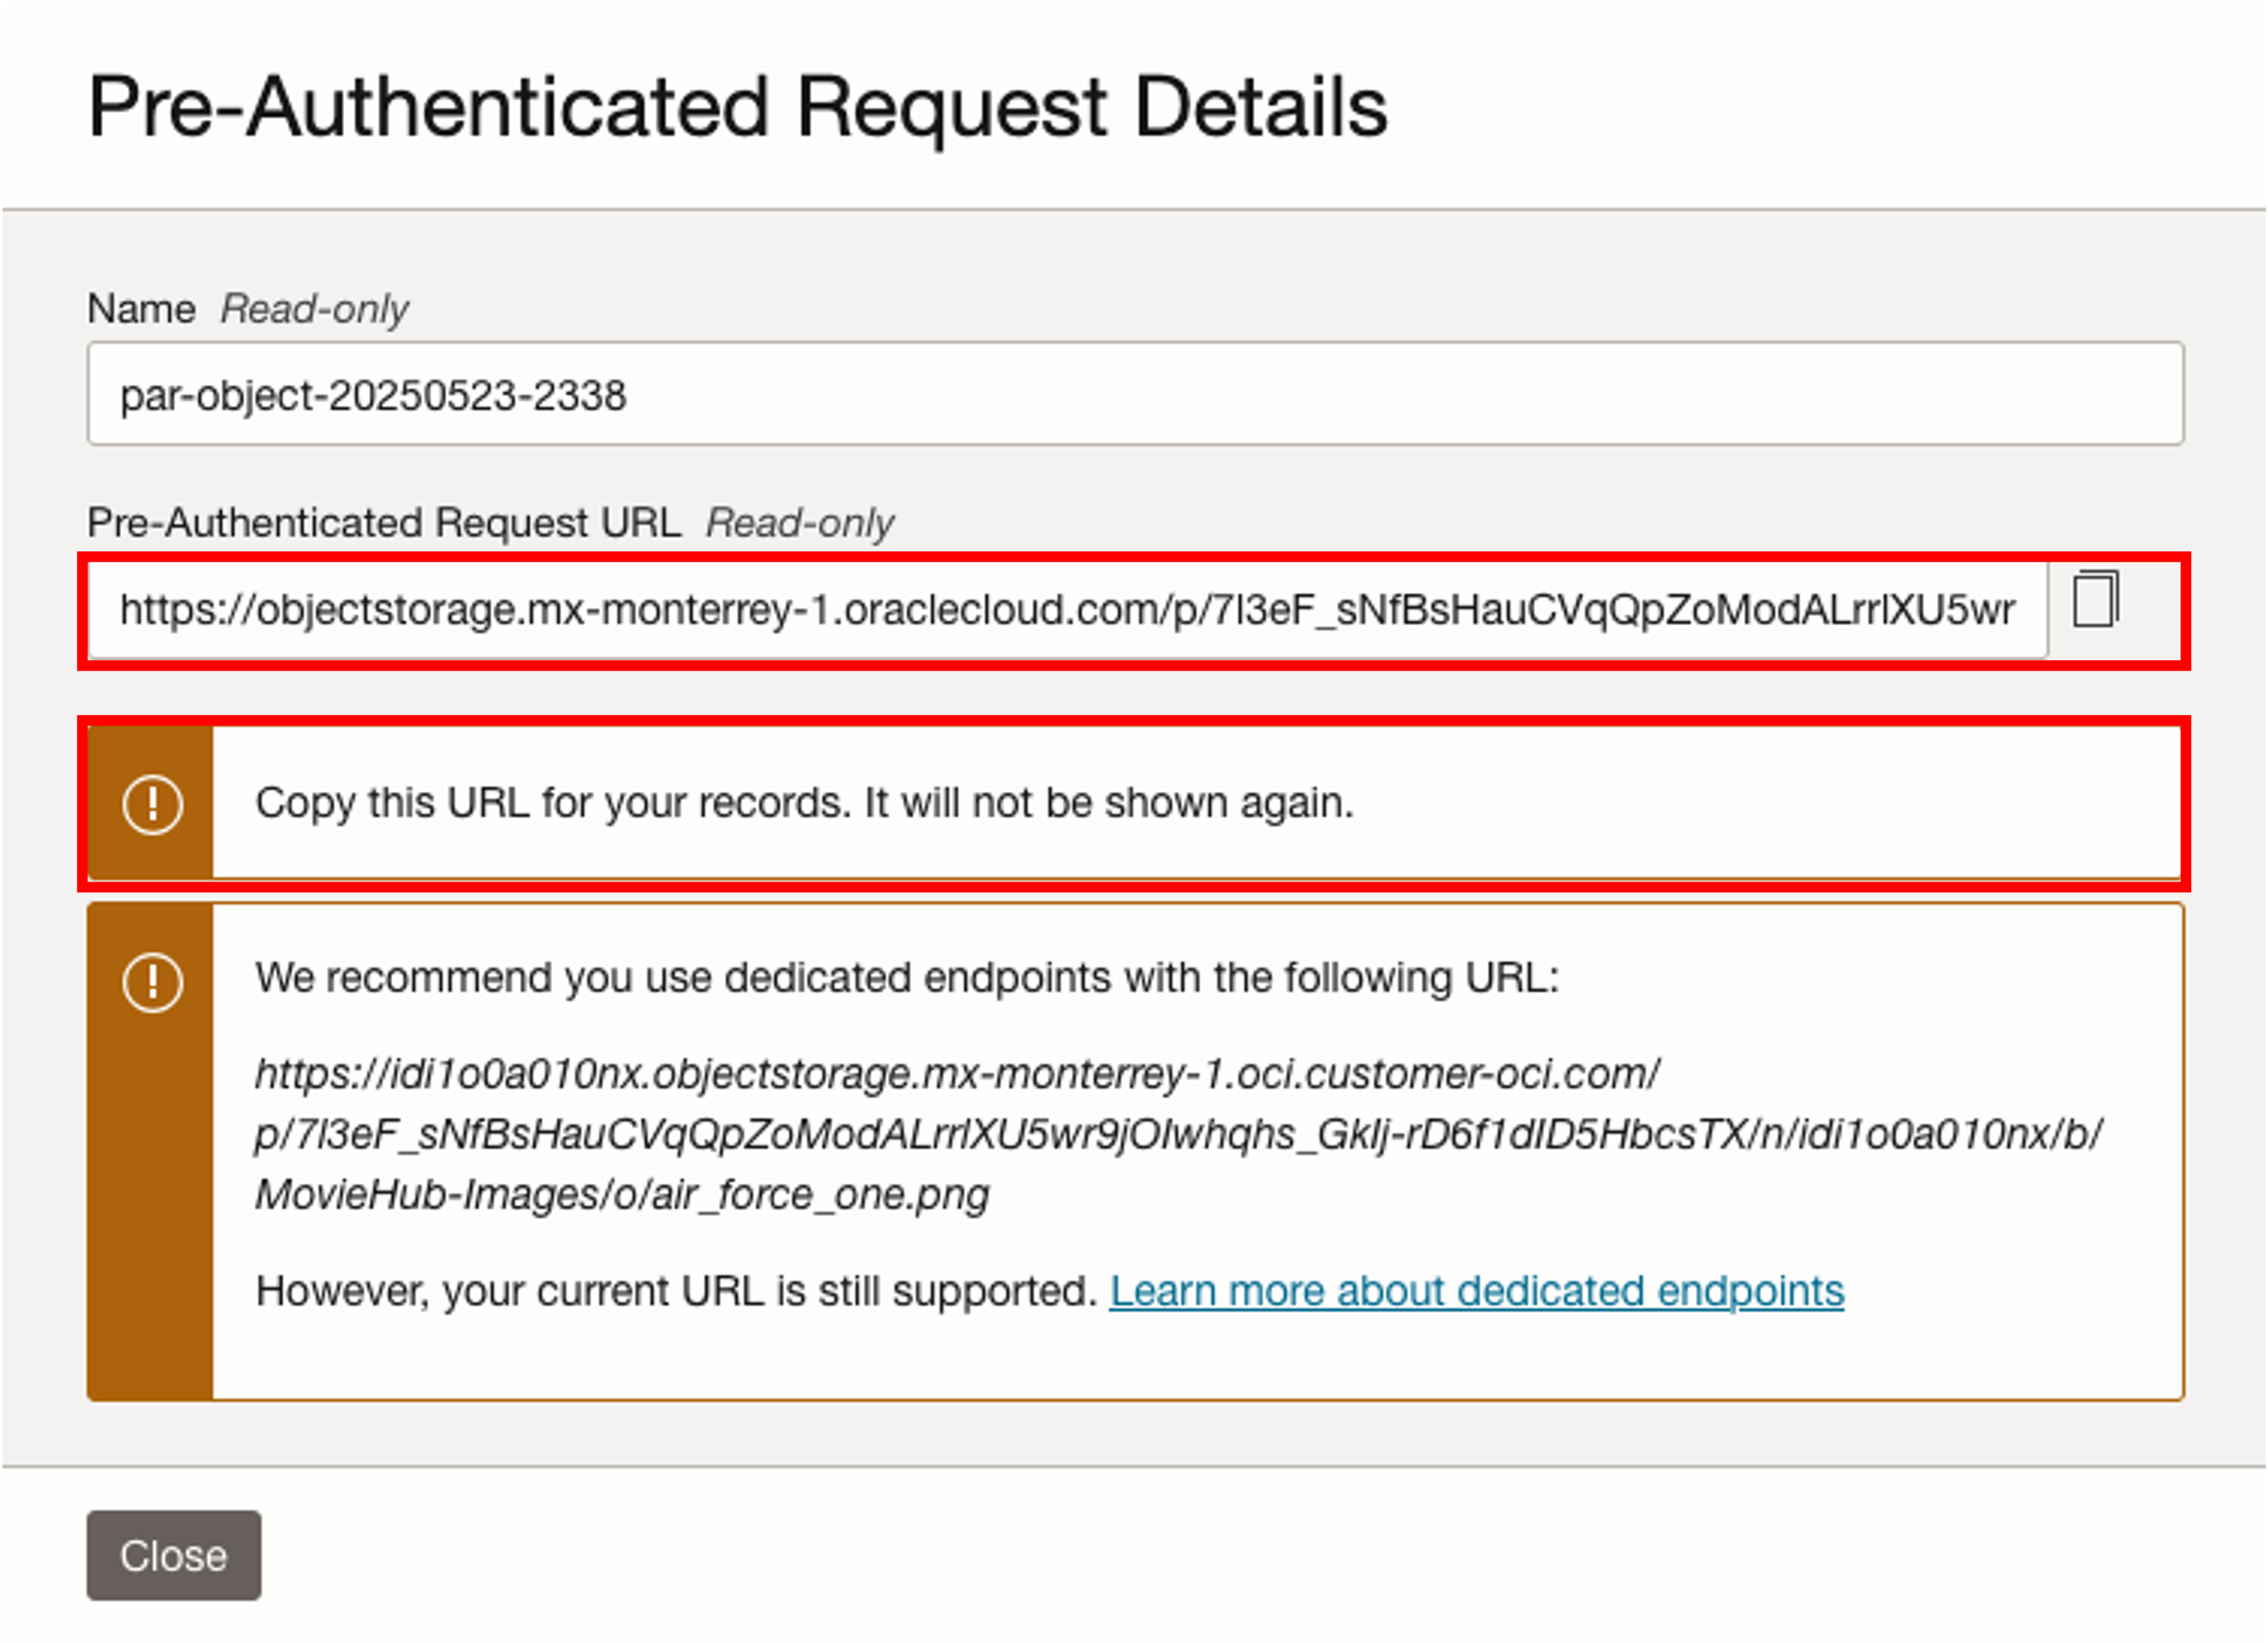 Pre-Authenticated Request Details
Name Read-only
par-object-20250523-2338
Pre-Authenticated Request URL Read-only
https://objectstorage.mx-monterrey-1.oraclecloud.com/p/7l3eF_sNfBsHauCVqQpZoModALrrlXU5wr
Copy this URL for your records. It will not be shown again.
We recommend you use dedicated endpoints with the following URL:
https://idi1o0a010nx.objectstorage.mx-monterrey-1.oci.customer-oci.com/
p/7l3eF_sNfBsHauCVqQpZoModALrrlXU5wr9jOlwhqhs_GkIj-rD6f1dID5HbcsTX/n/idi1o0a010nx/b/
MovieHub-Images/o/air_force_one.png
However, your current URL is still supported. Learn more about dedicated endpoints
Close